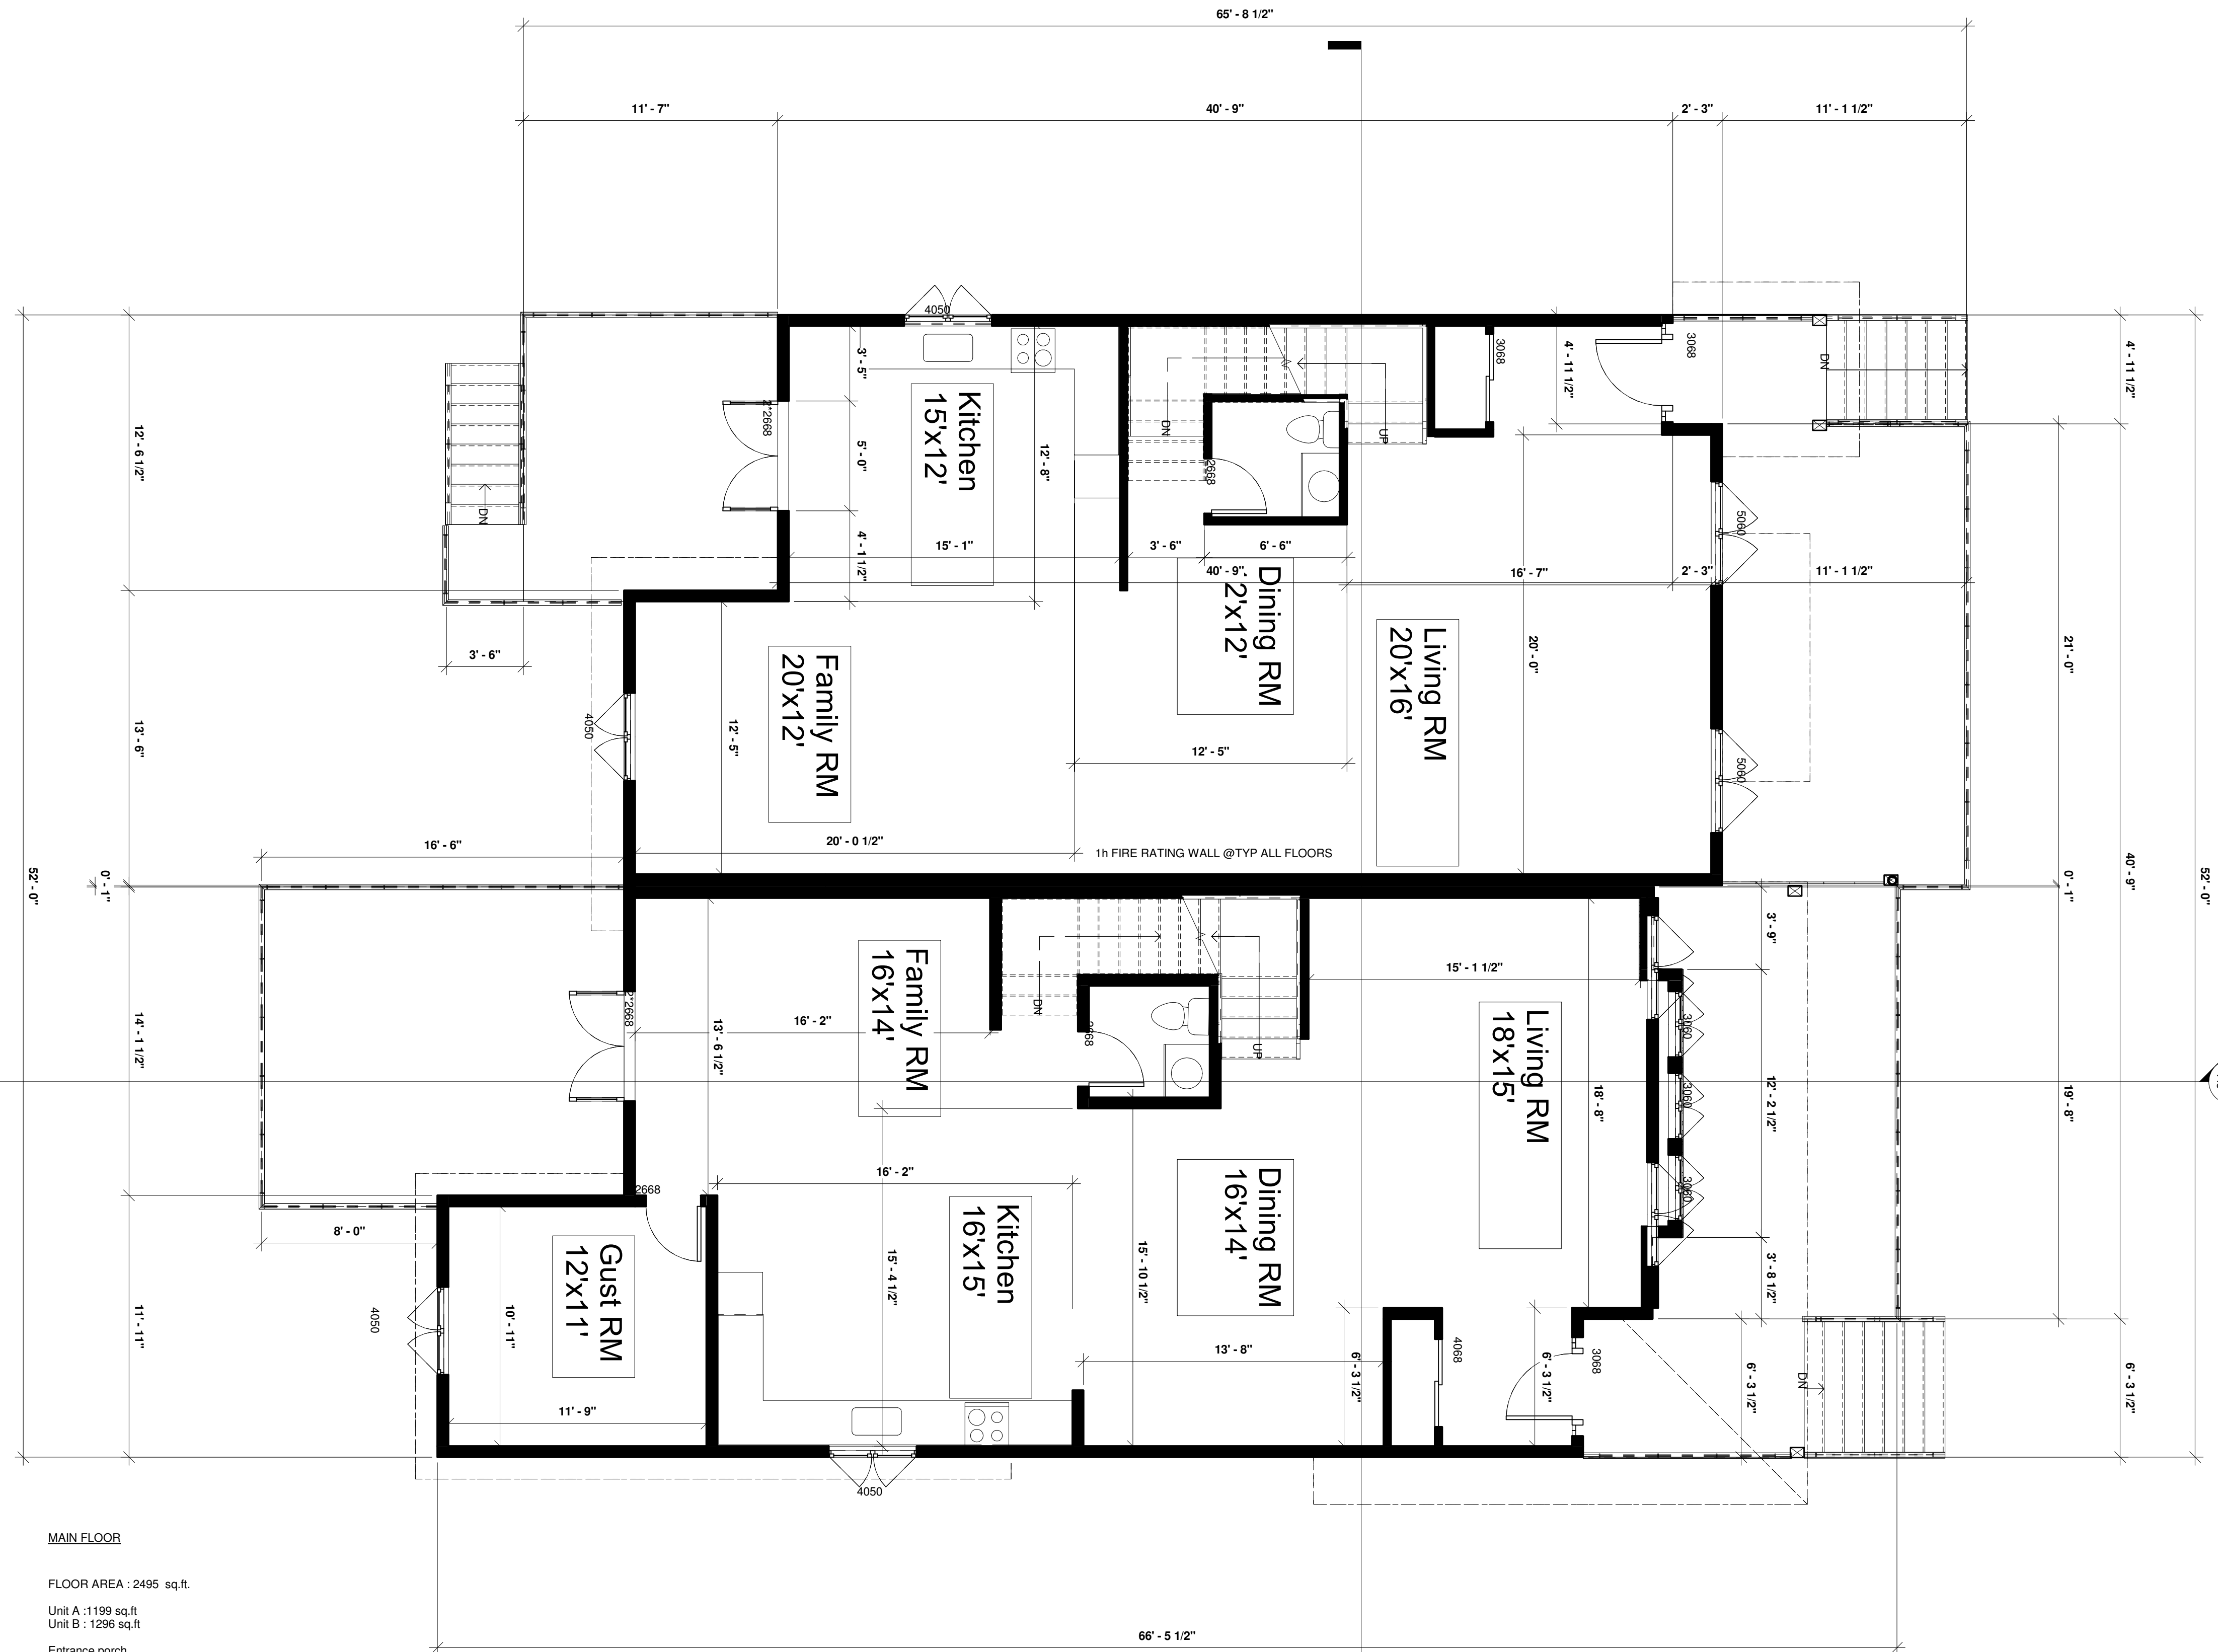 65' - 8 1/2"
11' - 7"
40' - 9"
2' - 3"
11' - 1 1/2"
4050
3068
3068
DN
4' - 11 1/2"
4' - 11 1/2"
3' - 5"
2*2668
Kitchen
15'x12'
12' - 6 1/2"
5' - 0"
12' - 8"
DN
UP
2668
DN
5060
4' - 1 1/2"
15' - 1"
3' - 6"
6' - 6"
40' - 9"
16' - 7"
2' - 3"
11' - 1 1/2"
Dining RM
2'x12'
3' - 6"
Family RM
20'x12'
Living RM
20'x16'
20' - 0"
21' - 0"
13' - 6"
4050
12' - 5"
12' - 5"
5060
20' - 0 1/2"
1h FIRE RATING WALL @TYP ALL FLOORS
16' - 6"
52' - 0"
0' - 1"
0' - 1"
40' - 9"
52' - 0"
3' - 9"
Family RM
16'x14'
15' - 1 1/2"
DN
UP
2*2668
16' - 2"
13' - 6 1/2"
2668
Living RM
18'x15'
3060
14' - 1 1/2"
18' - 8"
3060
12' - 2 1/2"
19' - 8"
16' - 2"
2668
3060
Kitchen
16'x15'
Dining RM
16'x14'
8' - 0"
Gust RM
12'x11'
15' - 4 1/2"
15' - 10 1/2"
3' - 8 1/2"
4050
10' - 11"
11' - 11"
13' - 8"
6' - 3 1/2"
4068
6' - 3 1/2"
3068
6' - 3 1/2"
DN
6' - 3 1/2"
11' - 9"
4050
MAIN FLOOR
FLOOR AREA : 2495 sq.ft.
Unit A :1199 sq.ft
Unit B : 1296 sq.ft
Entrance porch
66' - 5 1/2"